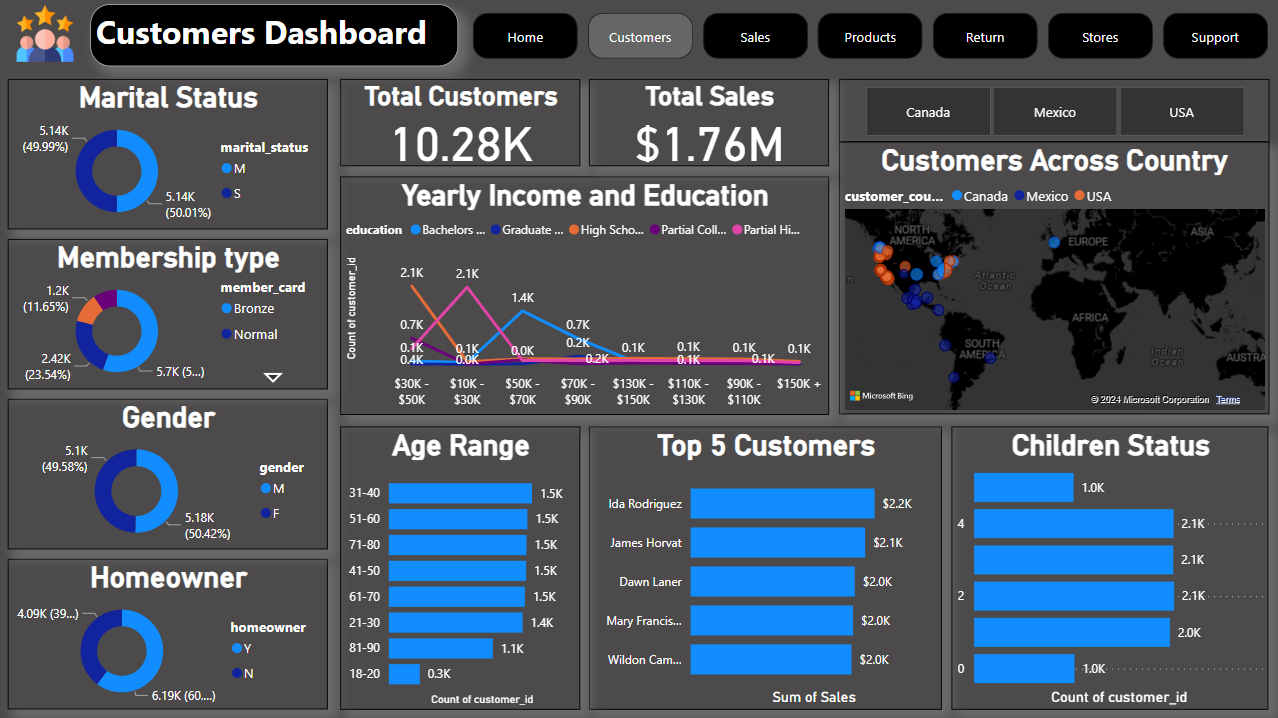 Customers Dashboard
Home
Customers
Sales
Products
Return
Stores
Support
Marital Status
5.14K
(49.99%)
5.14K
(50.01%)
marital_status
M
S
Membership type
1.2K
(11.65%)
2.42K
(23.54%)
5.7K (5...)
member_card
Bronze
Normal
Gender
5.1K
(49.58%)
5.18K
(50.42%)
gender
M
F
Homeowner
4.09K (39...)
6.19K (60....)
homeowner
Y
N
Total Customers
10.28K
Total Sales
$1.76M
Yearly Income and Education
education
Bachelors ...
Graduate ...
High Scho...
Partial Coll...
Partial Hi...
Count of customer_id
2.1K
2.1K
1.4K
0.7K
0.7K
0.2K
0.1K
0.1K
0.0K
0.1K
0.1K
0.1K
0.1K
0.4K
0.0K
0.2K
0.1K
0.1K
$30K -
$50K
$10K -
$30K
$50K -
$70K
$70K -
$90K
$130K -
$150K
$110K -
$130K
$90K -
$110K
$150K +
Canada
Mexico
USA
Customers Across Country
customer_cou...
Canada
Mexico
USA
NORTH
AMERICA
EUROPE
ASIA
Atlantic
Ocean
AFRICA
SOUTH
AMERICA
Indian
Ocean
AUSTRA
Microsoft Bing
© 2024 Microsoft Corporation
Terms
Age Range
31-40 1.5K
51-60 1.5K
71-80 1.5K
41-50 1.5K
61-70 1.5K
21-30 1.4K
81-90 1.1K
18-20 0.3K
Count of customer_id
Top 5 Customers
Ida Rodriguez $2.2K
James Horvat $2.1K
Dawn Laner $2.0K
Mary Francis... $2.0K
Wildon Cam... $2.0K
Sum of Sales
Children Status
1.0K
4 2.1K
2.1K
2 2.1K
2.0K
0 1.0K
Count of customer_id